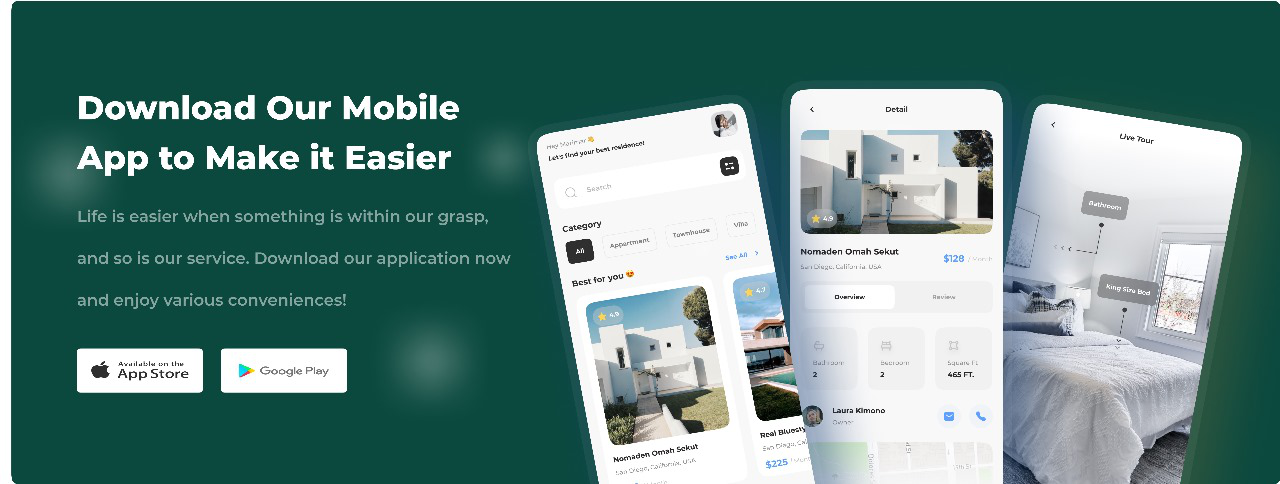 Download Our Mobile
App to Make it Easier
Life is easier when something is within our grasp,
and so is our service. Download our application now
and enjoy various conveniences!
Available on the
App Store
Google Play
Let's find your best residence!
Search
Category
All
Appartment
Townhouse
Villa
Best for you 😍
See All
4.9
4.7
Nomaden Omah Sekut
San Diego, California, USA
Real Bluesty
San Diego, Cal
$225
Detail
4.9
Nomaden Omah Sekut
$128 / Month
San Diego, California, USA
Overview
Review
Bathroom
2
Bedroom
2
Square Ft
465 FT.
Laura Kimono
Owner
Live Tour
Bathroom
King Size Bed